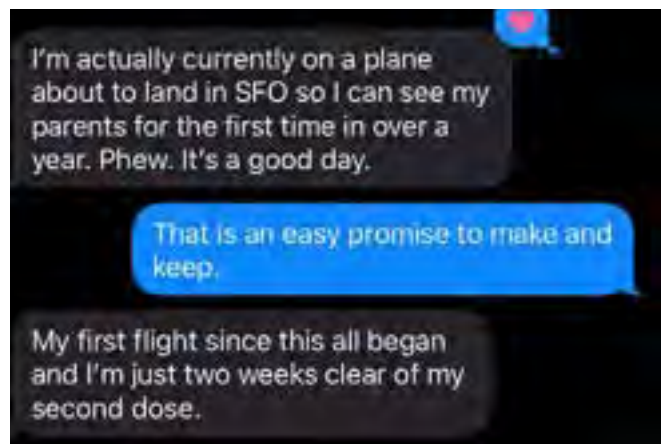 I'm actually currently on a plane
about to land in SFO so I can see my
parents for the first time in over a
year. Phew. It's a good day.
That is an easy promise to make and
keep.
My first flight since this all began
and I'm just two weeks clear of my
second dose.